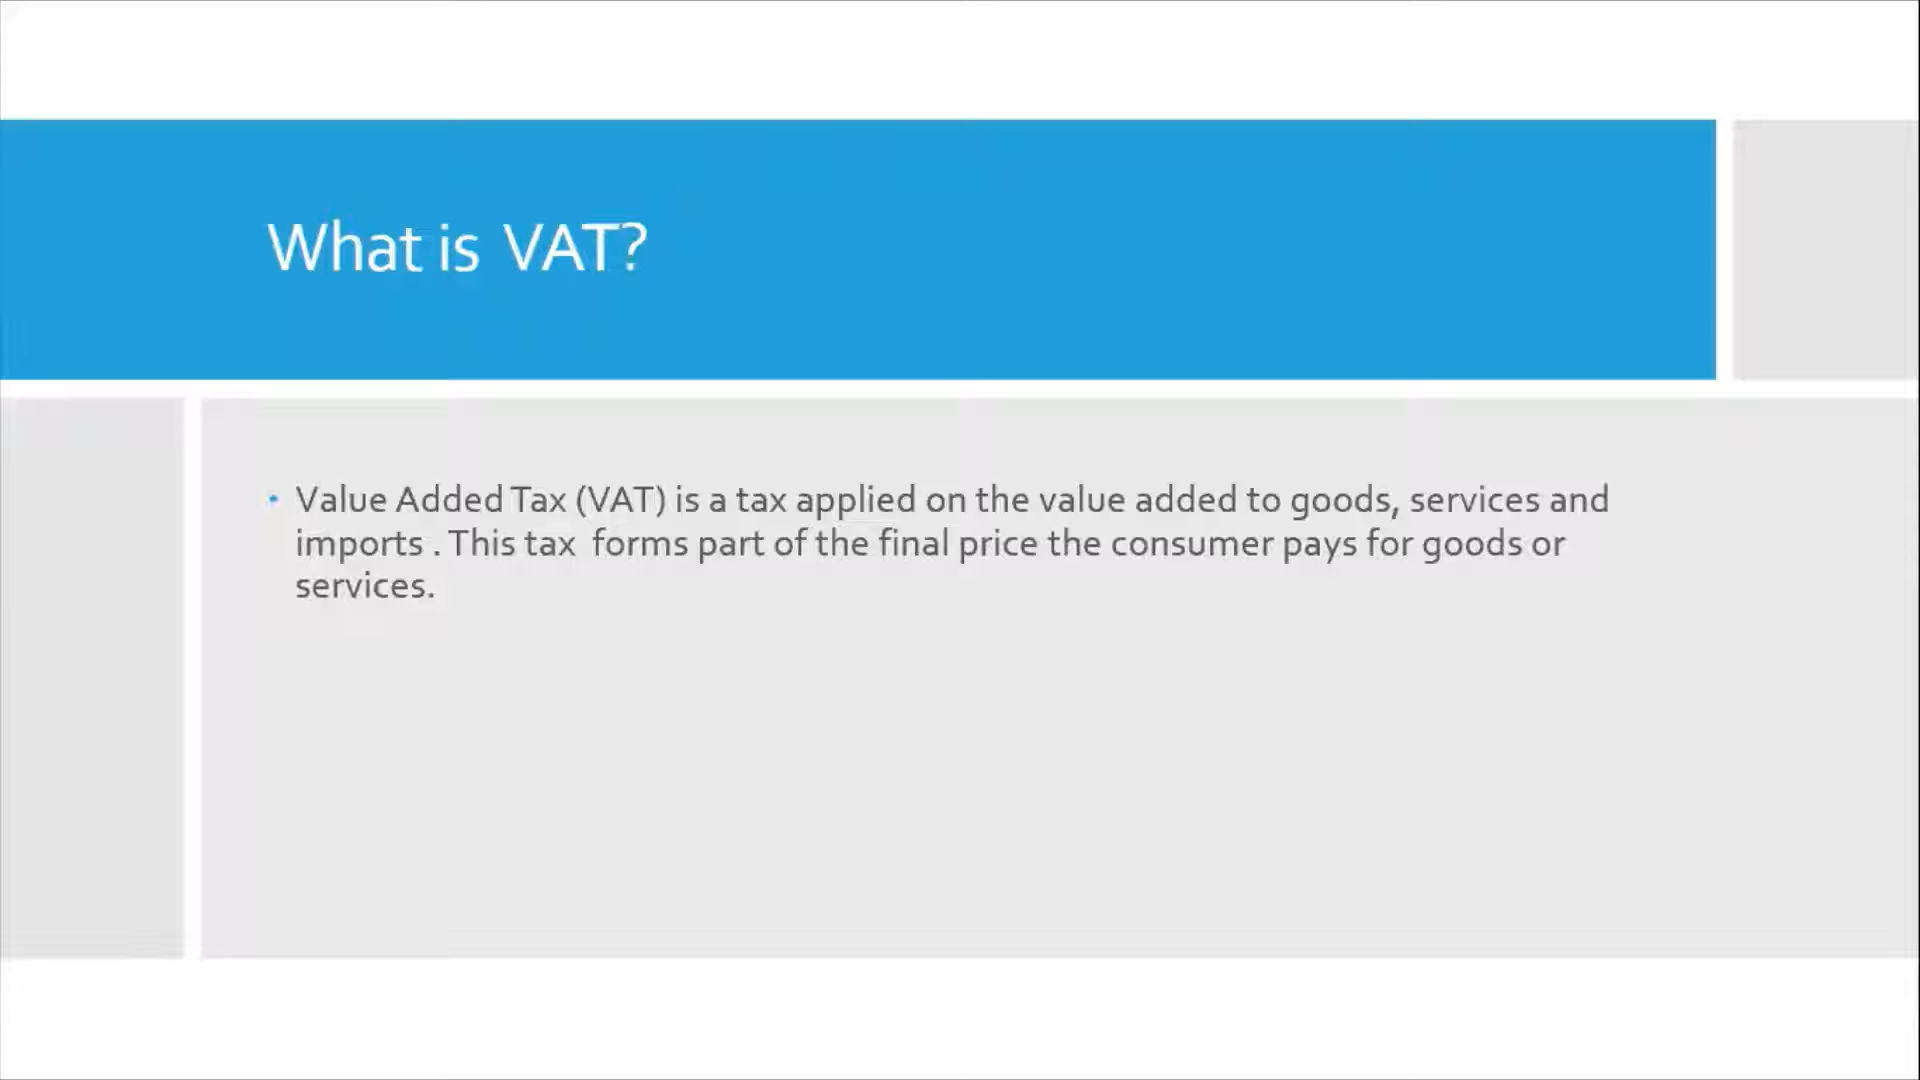 What is VAT?
• Value Added Tax (VAT) is a tax applied on the value added to goods, services and
imports . This tax  forms part of the final price the consumer pays for goods or
services.